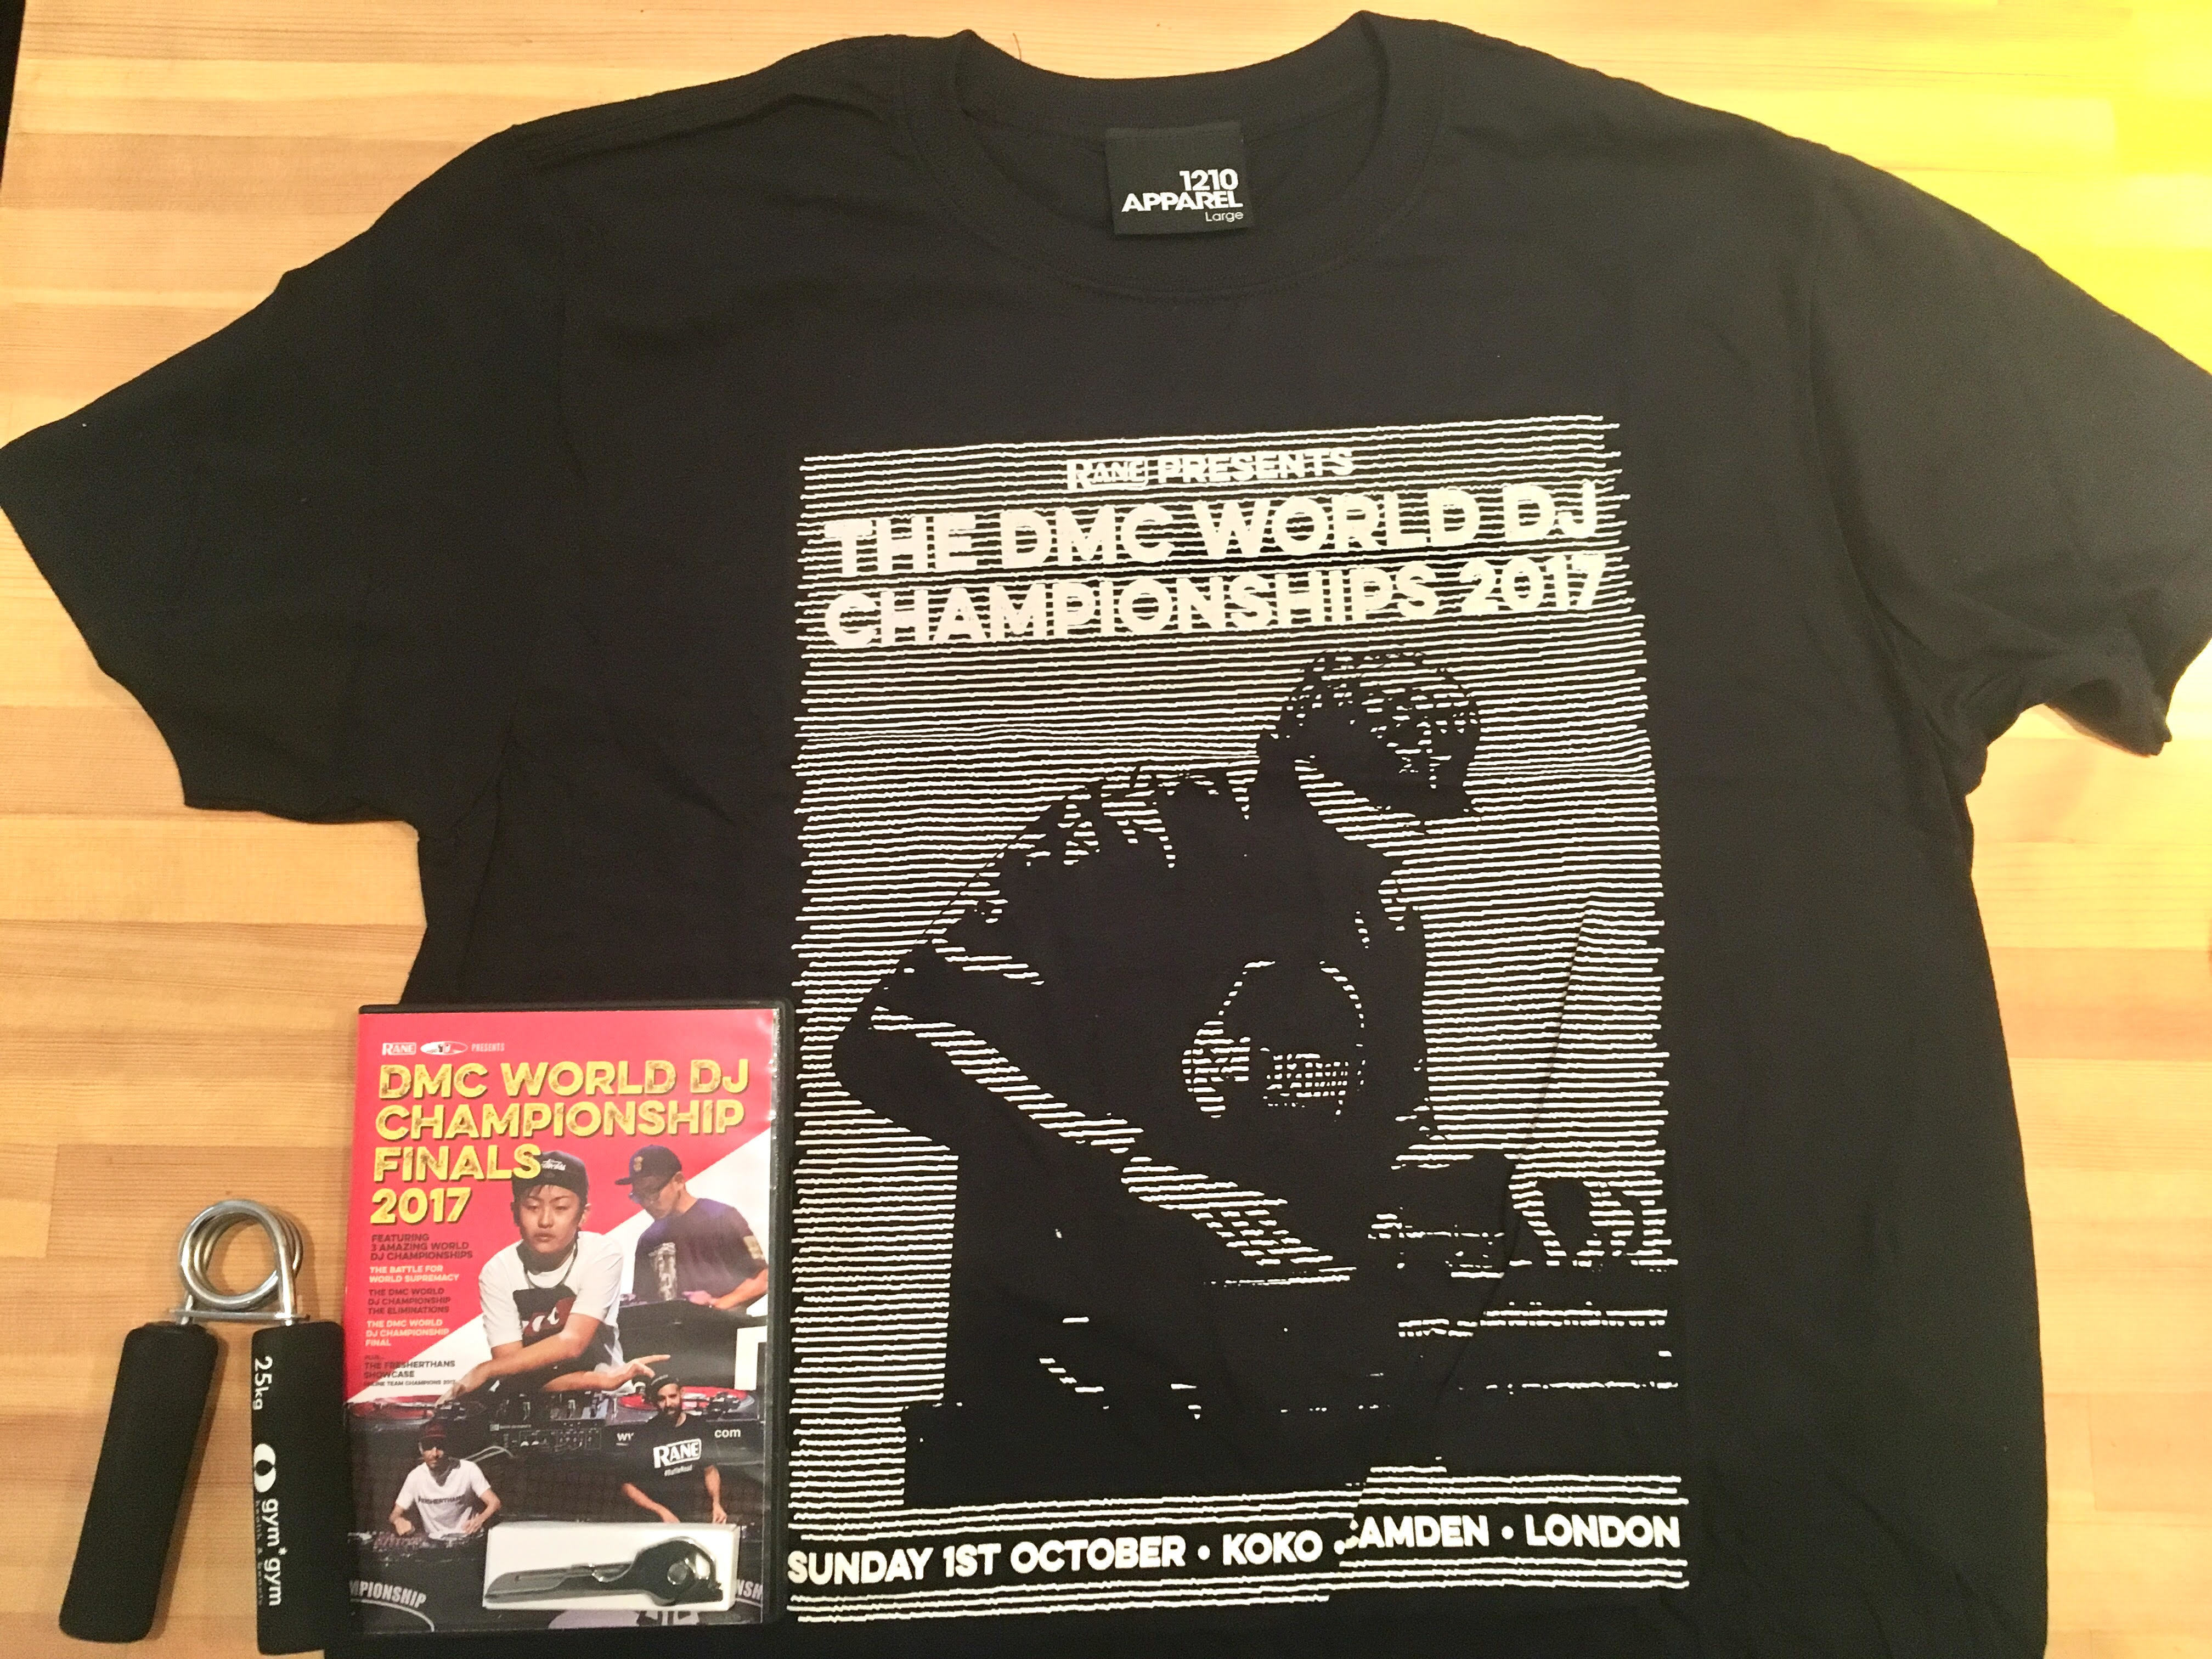 1210
APPAREL
Large
RANE PRESENTS
THE DMC WORLD DJ
CHAMPIONSHIPS 2017
SUNDAY 1ST OCTOBER • KOKO • CAMDEN • LONDON
RANE PRESENTS
DMC WORLD DJ
CHAMPIONSHIP
FINALS
2017
FEATURING
3 AMAZING WORLD
DJ CHAMPIONSHIPS
THE BATTLE FOR
WORLD SUPREMACY
THE DMC WORLD
DJ CHAMPIONSHIP
THE ELIMINATIONS
THE DMC WORLD
DJ CHAMPIONSHIP
FINAL
PLUS...
THE FRESHERTHANS
SHOWCASE
com
RANE
MPIONSHIP
25kg
gym*gym